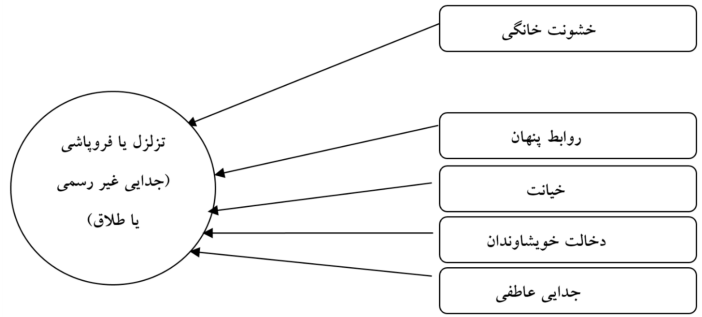 خشونت خانگی
تزلزل یا فروپاشی
(جدایی غیر رسمی
یا طلاق)
روابط پنهان
خیانت
دخالت خویشاوندان
جدایی عاطفی